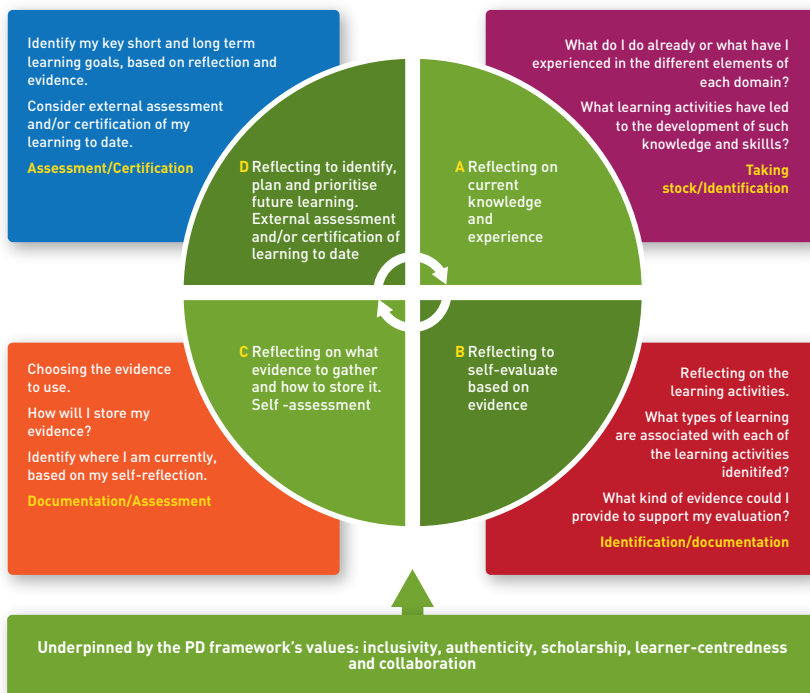 Identify my key short and long term
learning goals, based on reflection and
evidence.
Consider external assessment
and/or certification of my
learning to date.
Assessment/Certification
What do I do already or what have I
experienced in the different elements of
each domain?
What learning activities have led
to the development of such
knowledge and skillls?
Taking
stock/Identification
D Reflecting to identify,
plan and prioritise
future learning.
External assessment
and/or certification of
learning to date
A Reflecting on
current
knowledge
and
experience
C Reflecting on what
evidence to gather
and how to store it.
Self -assessment
B Reflecting to
self-evaluate
based on
evidence
Choosing the evidence
to use.
How will I store my
evidence?
Identify where I am currently,
based on my self-reflection.
Documentation/Assessment
Reflecting on the
learning activities.
What types of learning
are associated with each of
the learning activities
idenitifed?
What kind of evidence could I
provide to support my evaluation?
Identification/documentation
Underpinned by the PD framework's values: inclusivity, authenticity, scholarship, learner-centredness
and collaboration